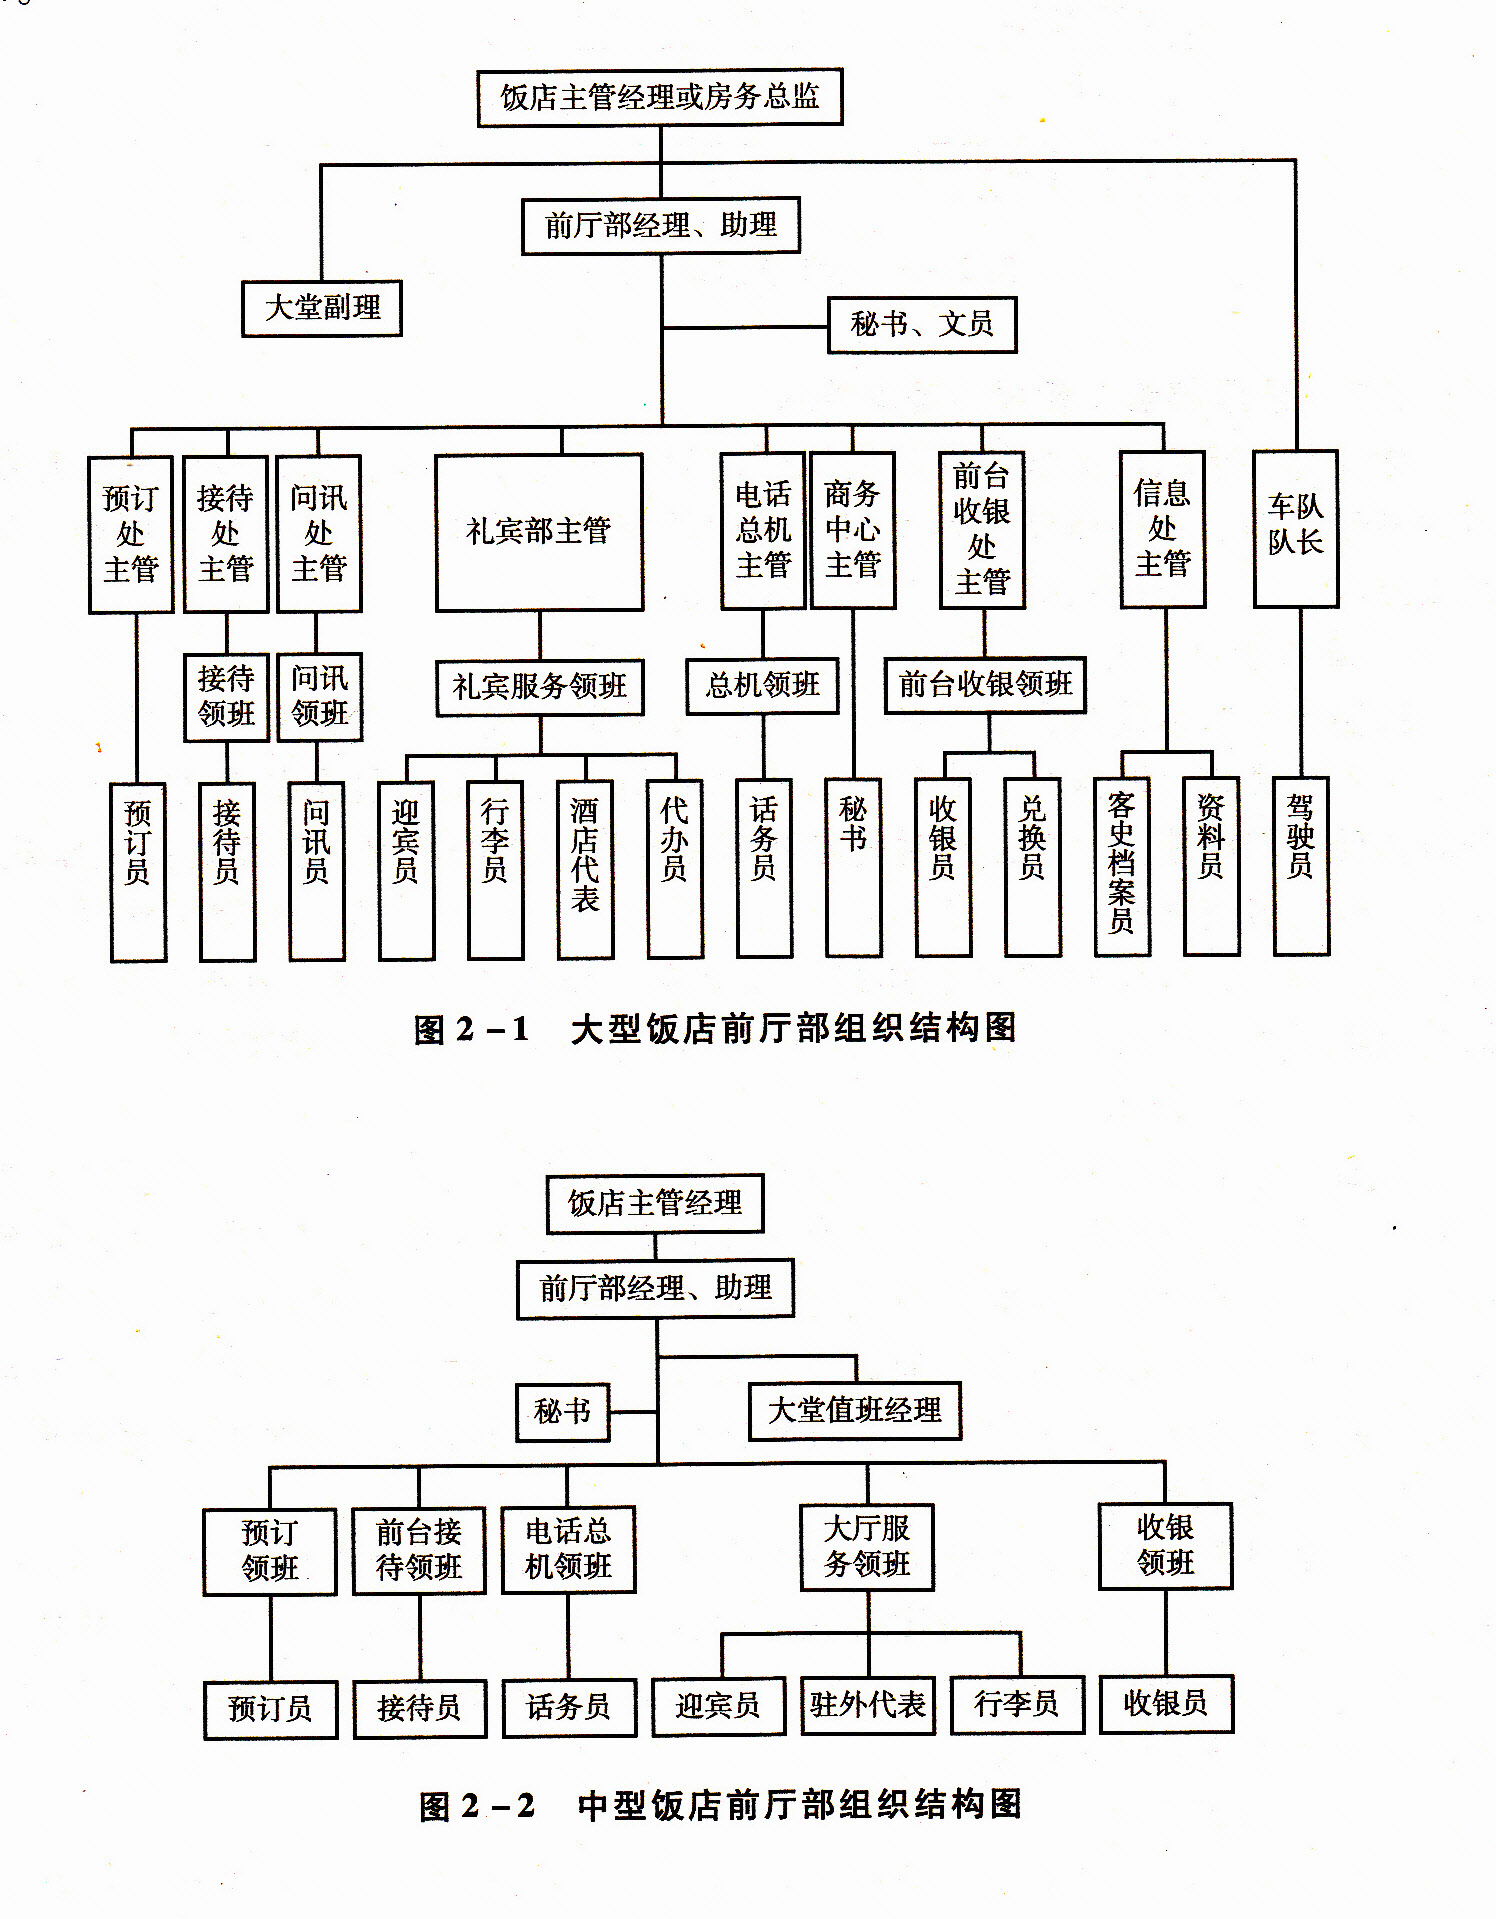 饭店主管经理或房务总监
前厅部经理、助理
大堂副理
秘书、文员
预订
处
主管
接待
处
主管
问讯
处
主管
礼宾部主管
电话
总机
主管
商务
中心
主管
前台
收银
处
主管
信息
处
主管
车队
队长
接待
领班
问讯
领班
礼宾服务领班
总机领班
前台收银领班
预订员
接待员
问讯员
迎宾员
行李员
酒店代表
代办员
话务员
秘书
收银员
兑换员
客史档案员
资料员
驾驶员
图2-1 大型饭店前厅部组织结构图
饭店主管经理
前厅部经理、助理
秘书
大堂值班经理
预订
领班
前台接
待领班
电话总
机领班
大厅服
务领班
收银
领班
预订员
接待员
话务员
迎宾员
驻外代表
行李员
收银员
图2-2 中型饭店前厅部组织结构图